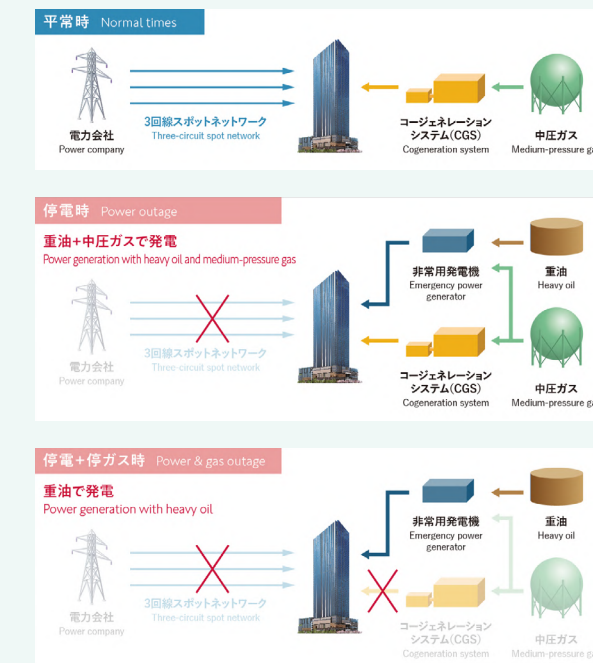 平常時 Normal times
電力会社
Power company
3回線スポットネットワーク
Three-circuit spot network
コージェネレーション
システム(CGS)
Cogeneration system
中圧ガス
Medium-pressure ga
停電時 Power outage
重油+中圧ガスで発電
Power generation with heavy oil and medium-pressure gas
電力会社
Power company
3回線スポットネットワーク
Three-circuit spot network
非常用発電機
Emergency power
generator
重油
Heavy oil
コージェネレーション
システム(CGS)
Cogeneration system
中圧ガス
Medium-pressure ga
停電+停ガス時 Power & gas outage
重油で発電
Power generation with heavy oil
電力会社
Power company
3回線スポットネットワーク
Three-circuit spot network
非常用発電機
Emergency power
generator
重油
Heavy oil
コージェネレーション
システム(CGS)
Cogeneration system
中圧ガス
Medium-pressure ga